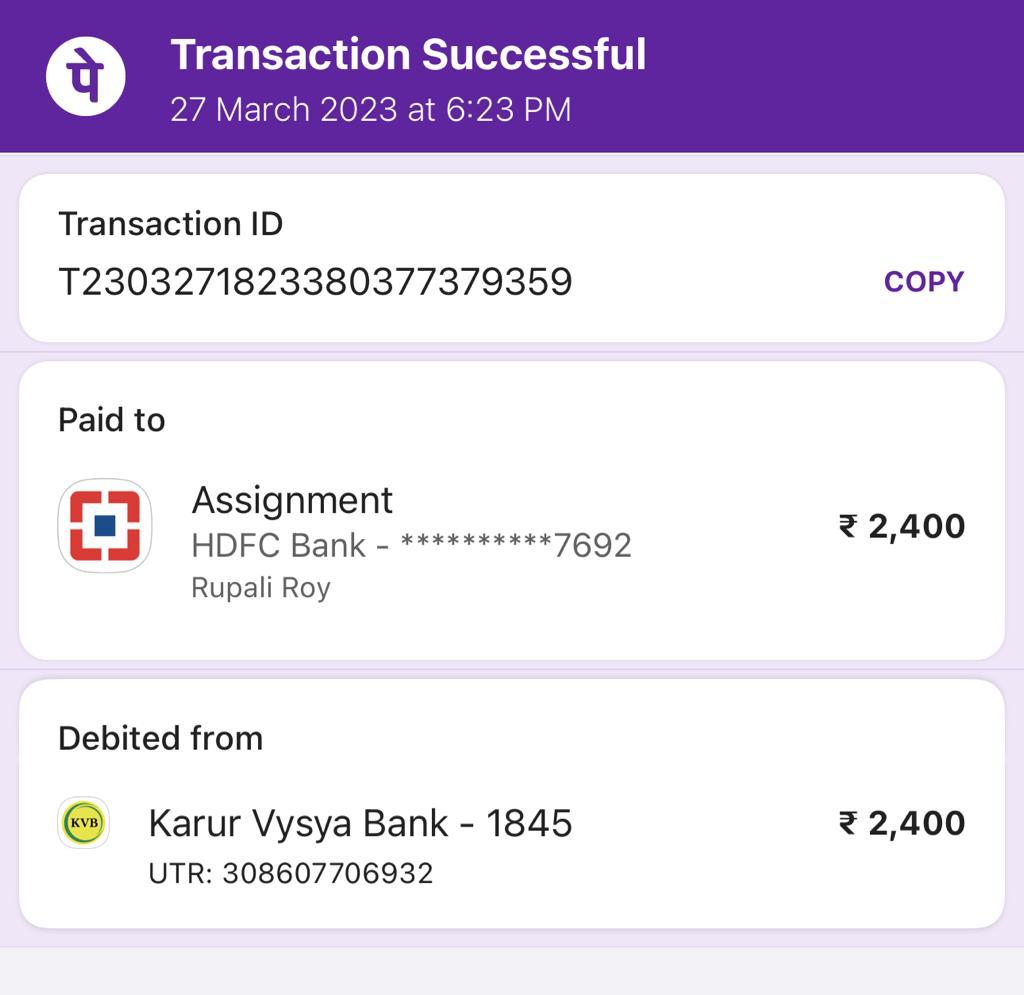 पे
Transaction Successful
27 March 2023 at 6:23 PM
Transaction ID
T2303271823380377379359
COPY
Paid to
Assignment
HDFC Bank - **********7692
Rupali Roy
₹ 2,400
Debited from
KVB
Karur Vysya Bank - 1845
₹ 2,400
UTR: 308607706932